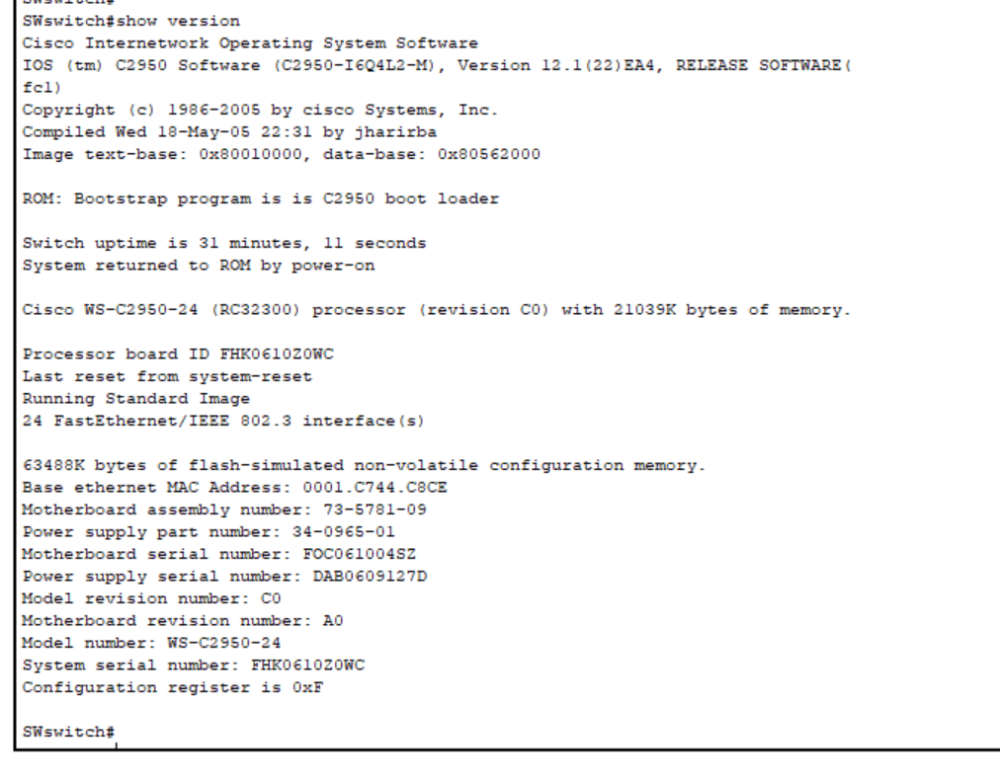 SWswitch#
SWswitch#show version
Cisco Internetwork Operating System Software
IOS (tm) C2950 Software (C2950-I6Q4L2-M), Version 12.1(22)EA4, RELEASE SOFTWARE(
fc1)
Copyright (c) 1986-2005 by cisco Systems, Inc.
Compiled Wed 18-May-05 22:31 by jharirba
Image text-base: 0x80010000, data-base: 0x80562000
ROM: Bootstrap program is is C2950 boot loader
Switch uptime is 31 minutes, 11 seconds
System returned to ROM by power-on
Cisco WS-C2950-24 (RC32300) processor (revision C0) with 21039K bytes of memory.
Processor board ID FHK0610Z0WC
Last reset from system-reset
Running Standard Image
24 FastEthernet/IEEE 802.3 interface(s)
63488K bytes of flash-simulated non-volatile configuration memory.
Base ethernet MAC Address: 0001.C744.C8CE
Motherboard assembly number: 73-5781-09
Power supply part number: 34-0965-01
Motherboard serial number: FOC061004SZ
Power supply serial number: DAB0609127D
Model revision number: C0
Motherboard revision number: A0
Model number: WS-C2950-24
System serial number: FHK0610Z0WC
Configuration register is 0xF
SWswitch#